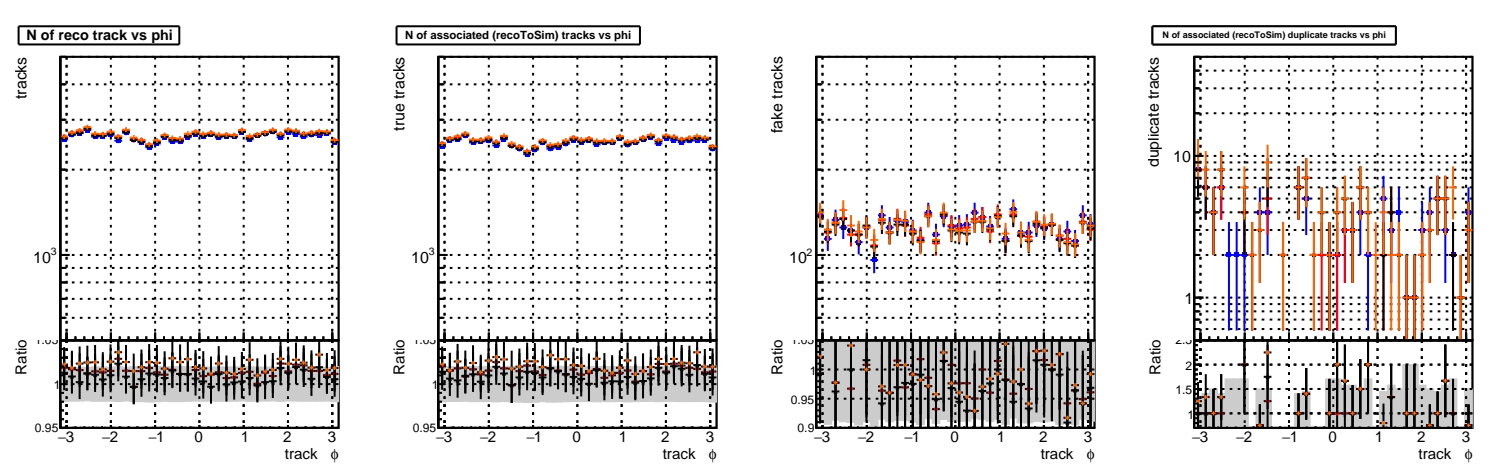 N of reco track vs phi
tracks
10³
Ratio
1.05
1
0.95
−3 −2 −1 0 1 2 3
track φ
N of associated (recoToSim) tracks vs phi
true tracks
10³
Ratio
1.05
1
0.95
−3 −2 −1 0 1 2 3
track φ
fake tracks
10²
Ratio
1.05
1
0.95
0.9
−3 −2 −1 0 1 2 3
track φ
N of associated (recoToSim) duplicate tracks vs phi
duplicate tracks
10
1
Ratio
2.5
2
1.5
1
−3 −2 −1 0 1 2 3
track φ